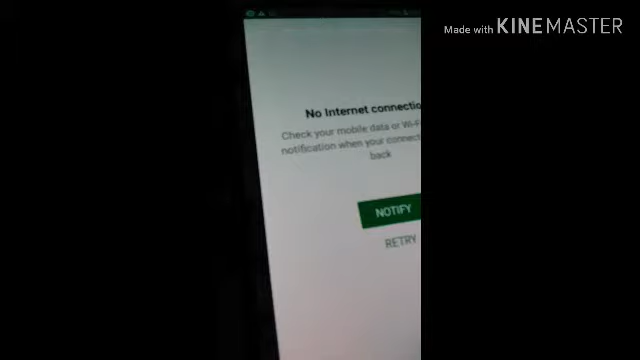 Made with KINEMASTER
No Internet connectio
Check your mobile data or Wi-F
notification when your connect
back
NOTIFY
RETRY